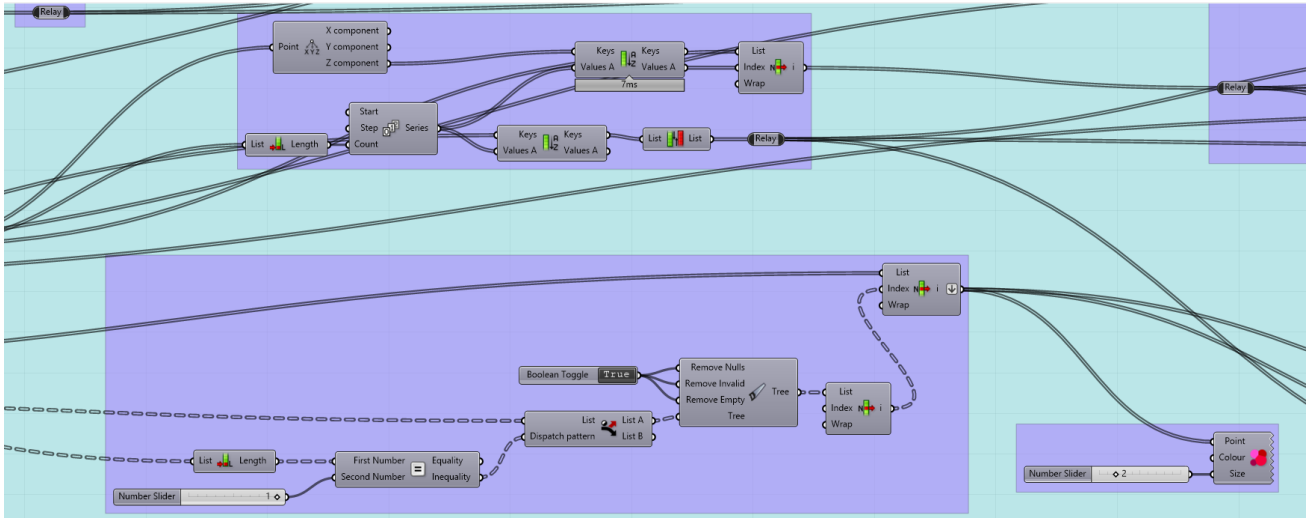 Relay
X component
Point XYZ Y component
Z component
Keys A Keys
Values A Z Values A
7ms
List
Index N i
Wrap
Relay
Start
Step Series
Count
List L Length
Keys A Keys
Values A Z Values A
List List
Relay
List
Index N i
Wrap
Boolean Toggle True
Remove Nulls
Remove Invalid
Remove Empty
Tree
Tree
List
Index N i
Wrap
List List A
Dispatch pattern List B
List L Length
First Number Equality
Second Number = Inequality
Number Slider 1
Point
Colour
Size
Number Slider 2